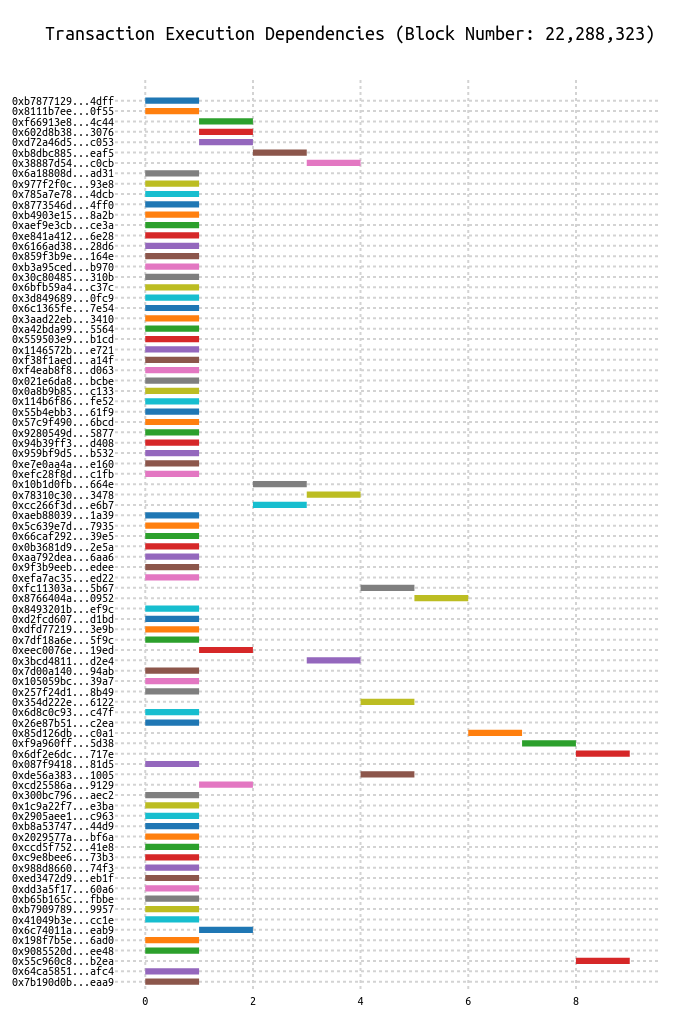 Transaction Execution Dependencies (Block Number: 22,288,323)
0xb7877129...4dff
0x8111b7ee...0f55
0xf66913e8...4c44
0x602d8b38...3076
0xd72a46d5...c053
0xb8dbc885...eaf5
0x38887d54...c0cb
0x6a18808d...ad31
0x977f2f0c...93e8
0x785a7e78...4dcb
0x8773546d...4ff0
0xb4903e15...8a2b
0xaef9e3cb...ce3a
0xe841a412...6e28
0x6166ad38...28d6
0x859f3b9e...164e
0xb3a95ced...b970
0x30c80485...310b
0x6bfb59a4...c37c
0x3d849689...0fc9
0x6c1365fe...7e54
0x3aad22eb...3410
0xa42bda99...5564
0x559503e9...b1cd
0x1146572b...e721
0xf38f1aed...a14f
0xf4eab8f8...d063
0x021e6da8...bcbe
0x0a8b9b85...c133
0x114b6f86...fe52
0x55b4ebb3...61f9
0x57c9f490...6bcd
0x9280549d...5877
0x94b39ff3...d408
0x959bf9d5...b532
0xe7e0aa4a...e160
0xefc28f8d...c1fb
0x10b1d0fb...664e
0x78310c30...3478
0xcc266f3d...e6b7
0xaeb88039...1a39
0x5c639e7d...7935
0x66caf292...39e5
0x0b3681d9...2e5a
0xaa792dea...6aa6
0x9f3b9eeb...edee
0xefa7ac35...ed22
0xfc11303a...5b67
0x8766404a...0952
0x8493201b...ef9c
0xd2fcd607...d1bd
0xdfd77219...3e9b
0x7df18a6e...5f9c
0xeec0076e...19ed
0x3bcd4811...d2e4
0x7d00a140...94ab
0x105059bc...39a7
0x257f24d1...8b49
0x354d222e...6122
0x6d8c0c93...c47f
0x26e87b51...c2ea
0x85d126db...c0a1
0xf9a960ff...5d38
0x6df2e6dc...717e
0x087f9418...81d5
0xde56a383...1005
0xcd25586a...9129
0x300bc796...aec2
0x1c9a22f7...e3ba
0x2905aee1...c963
0xb8a53747...44d9
0x2029577a...bf6a
0xccd5f752...41e8
0xc9e8bee6...73b3
0x988d8660...74f3
0xed3472d9...eb1f
0xdd3a5f17...60a6
0xb65b165c...fbbe
0xb7909789...9957
0x41049b3e...cc1e
0x6c74011a...eab9
0x198f7b5e...6ad0
0x9085520d...ee48
0x55c960c8...b2ea
0x64ca5851...afc4
0x7b190d0b...eaa9
0 2 4 6 8